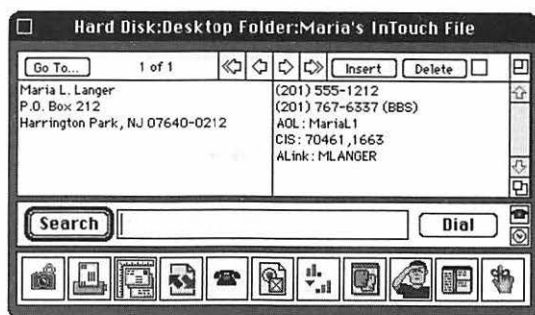 Hard Disk:Desktop Folder:Maria's InTouch File
Go To... 1 of 1 Insert Delete
Maria L. Langer
P.O. Box 212
Harrington Park, NJ 07640-0212
(201) 555-1212
(201) 767-6337 (BBS)
AOL: MariaL1
CIS: 70461,1663
ALink: MLANGER
Search Dial